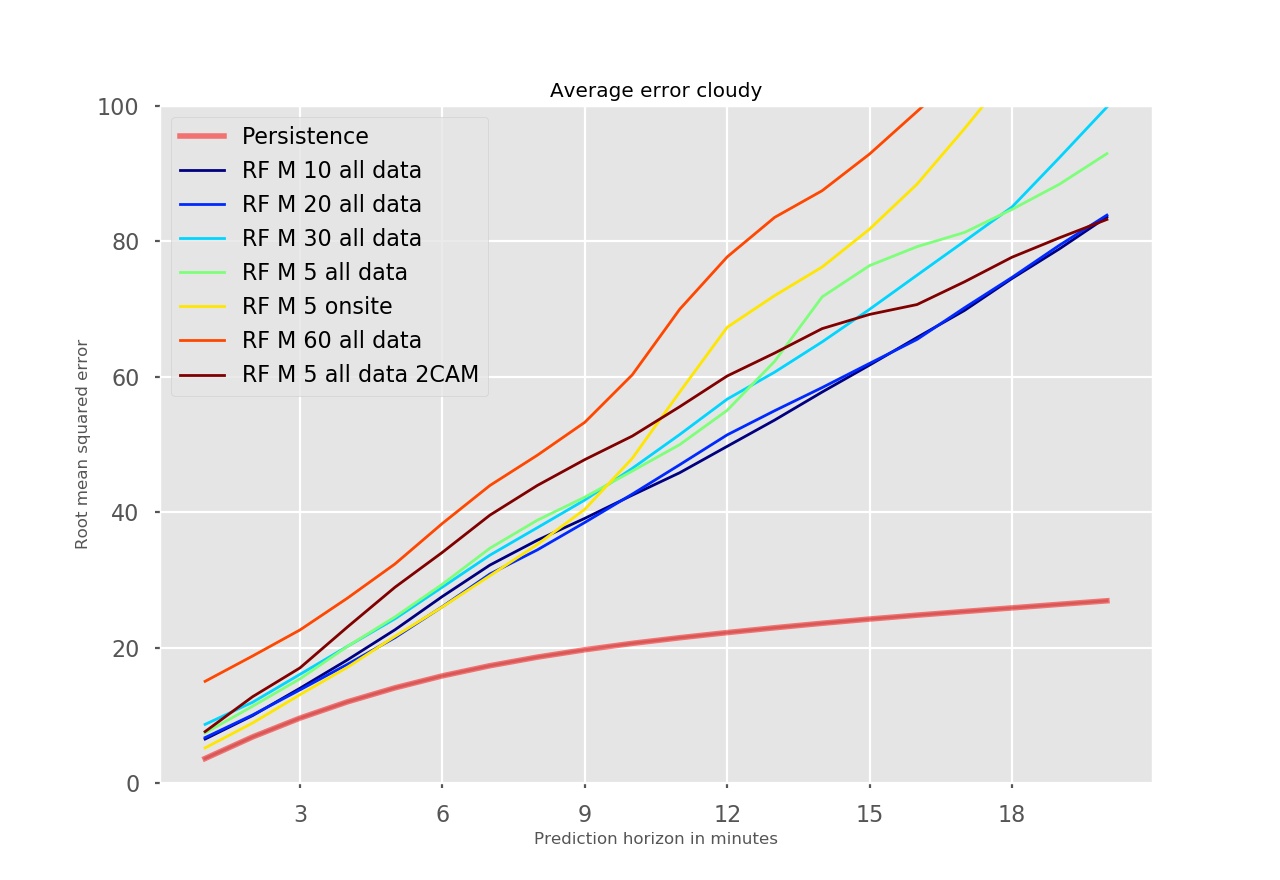 Average error cloudy
100
80
60
40
20
0
Root mean squared error
Persistence
RF M 10 all data
RF M 20 all data
RF M 30 all data
RF M 5 all data
RF M 5 onsite
RF M 60 all data
RF M 5 all data 2CAM
3 6 9 12 15 18
Prediction horizon in minutes